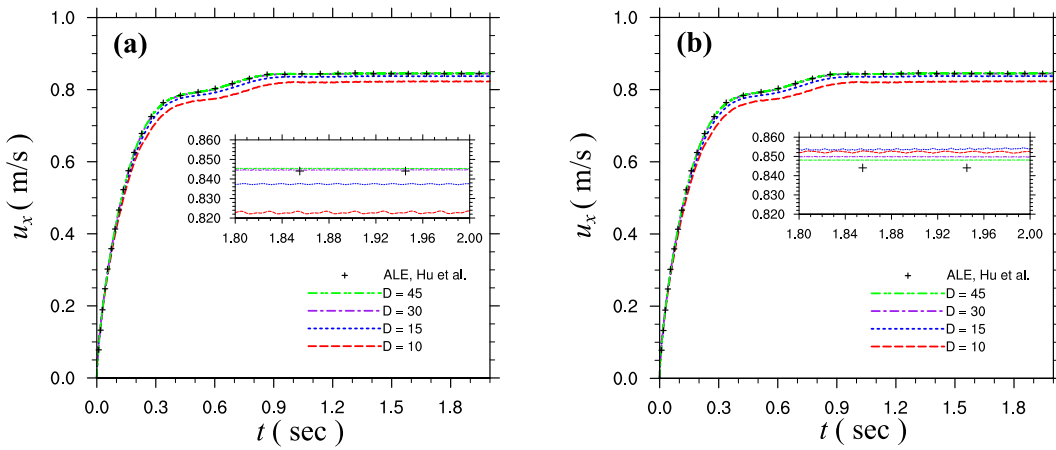 (a)
1.0
0.8
0.6
0.4
0.2
0.0
u_x ( m/s )
0.860
0.852
0.844
0.836
0.828
0.820
1.80 1.84 1.88 1.92 1.96 2.00
+ ALE, Hu et al.
D = 45
D = 30
D = 15
D = 10
0.0 0.3 0.6 0.9 1.2 1.5 1.8
t ( sec )
(b)
1.0
0.8
0.6
0.4
0.2
0.0
u_x ( m/s )
0.860
0.850
0.840
0.830
0.820
1.80 1.84 1.88 1.92 1.96 2.00
+ ALE, Hu et al.
D = 45
D = 30
D = 15
D = 10
0.0 0.3 0.6 0.9 1.2 1.5 1.8
t ( sec )